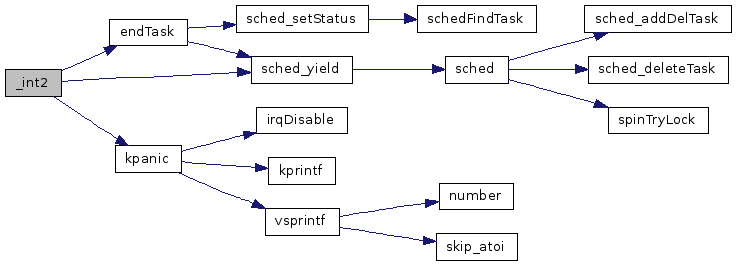 _int2
endTask
sched_setStatus
schedFindTask
sched_yield
sched
sched_addDelTask
sched_deleteTask
spinTryLock
kpanic
irqDisable
kprintf
vsprintf
number
skip_atoi